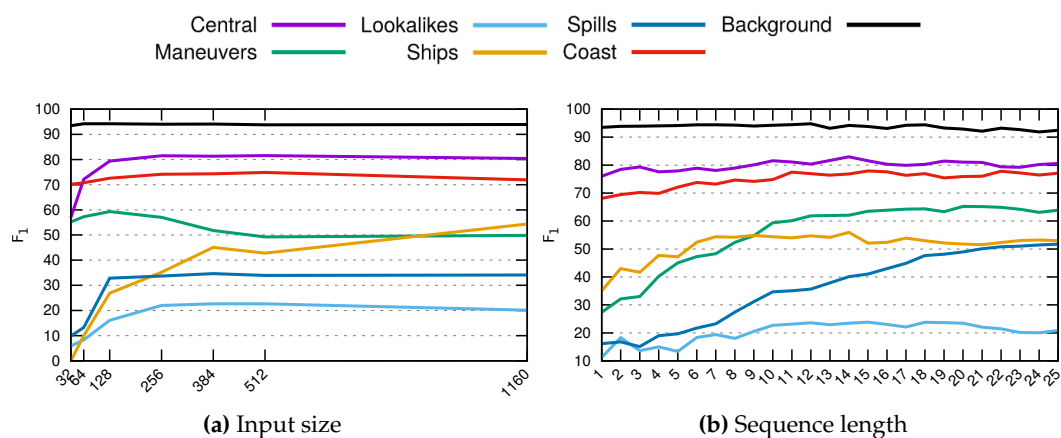 Central Lookalikes Spills Background
Maneuvers Ships Coast
F1
100
90
80
70
60
50
40
30
20
10
0
32 64 128 256 384 512 1160
(a) Input size
F1
100
90
80
70
60
50
40
30
20
10
1 2 3 4 5 6 7 8 9 10 11 12 13 14 15 16 17 18 19 20 21 22 23 24 25
(b) Sequence length